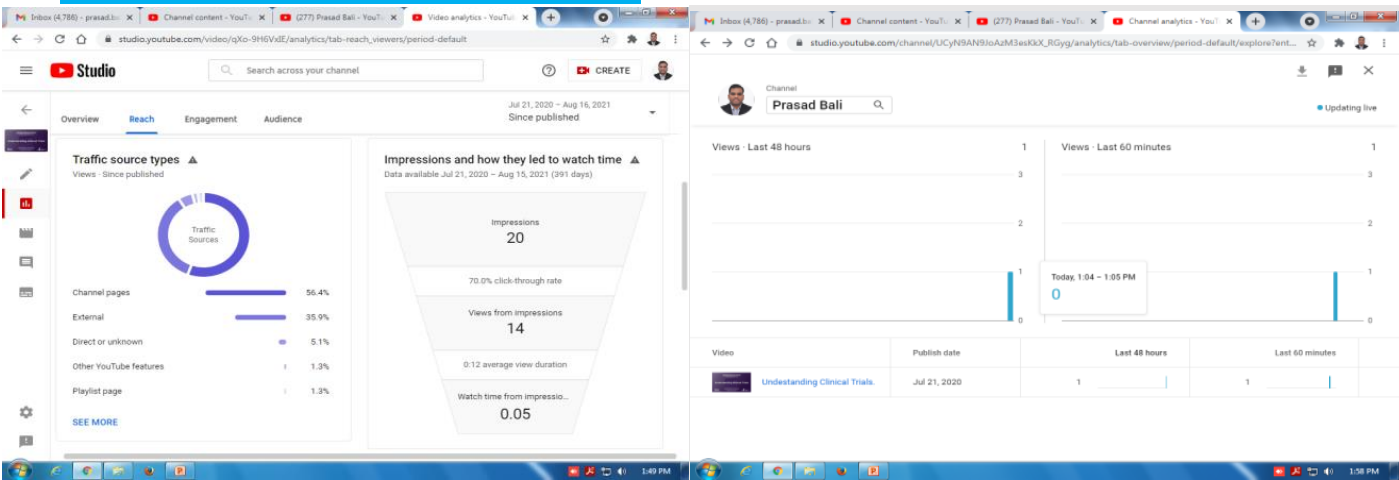 Inbox (4,786) - prasad.b
Channel content - YouTu
(277) Prasad Bali - YouTu
Video analytics - YouTu
studio.youtube.com/video/qXo-9H6VxIE/analytics/tab-reach_viewers/period-default
Studio
Search across your channel
CREATE
Overview
Reach
Engagement
Audience
Jul 21, 2020 – Aug 16, 2021
Since published
Traffic source types
Views · Since published
Traffic
Sources
Channel pages 56.4%
External 35.9%
Direct or unknown 5.1%
Other YouTube features 1.3%
Playlist page 1.3%
SEE MORE
Impressions and how they led to watch time
Data available Jul 21, 2020 – Aug 15, 2021 (391 days)
Impressions
20
70.0% click-through rate
Views from impressions
14
0:12 average view duration
Watch time from impressio...
0.05
1:49 PM
Inbox (4,786) - prasad.b
Channel content - YouTu
(277) Prasad Bali - YouTu
Channel analytics - YouT
studio.youtube.com/channel/UCyN9AN9JoAzM3esKkX_RGyg/analytics/tab-overview/period-default/explore?ent...
Channel
Prasad Bali
Updating live
Views · Last 48 hours 1
3
2
1
0
Views · Last 60 minutes 1
3
2
1
0
Today, 1:04 – 1:05 PM
0
Video Publish date Last 48 hours Last 60 minutes
Undestanding Clinical Trials. Jul 21, 2020 1 1
1:58 PM